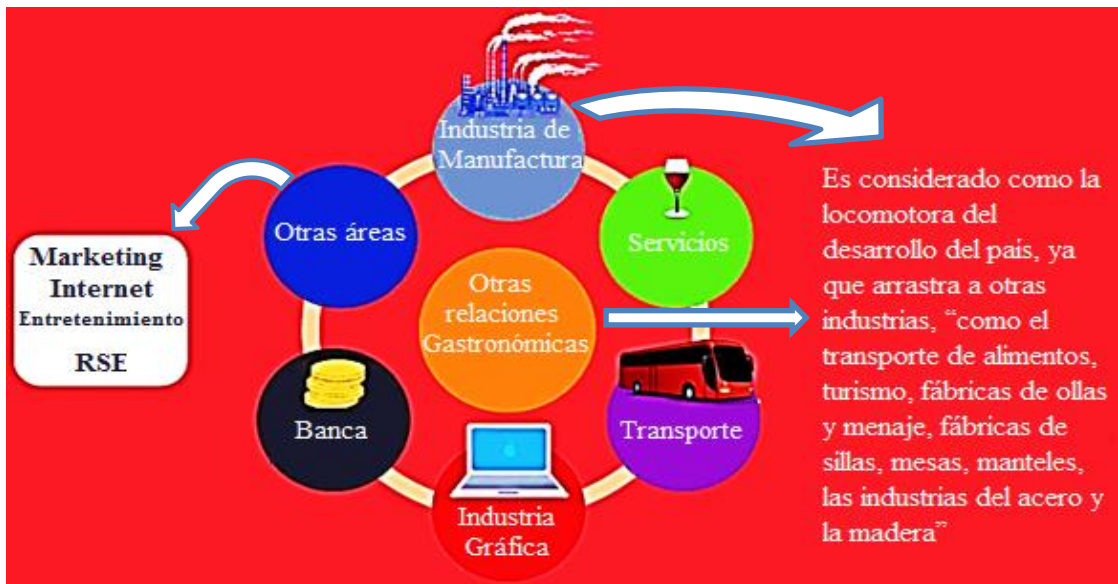 Industria de
Manufactura
Servicios
Transporte
Industria
Gráfica
Banca
Otras áreas
Otras
relaciones
Gastronómicas
Marketing
Internet
Entretenimiento
RSE
Es considerado como la
locomotora del
desarrollo del pais, ya
que arrastra a otras
industrias, “como el
transporte de alimentos,
turismo, fábricas de ollas
y menaje, fábricas de
sillas, mesas, manteles,
las industrias del acero y
la madera”